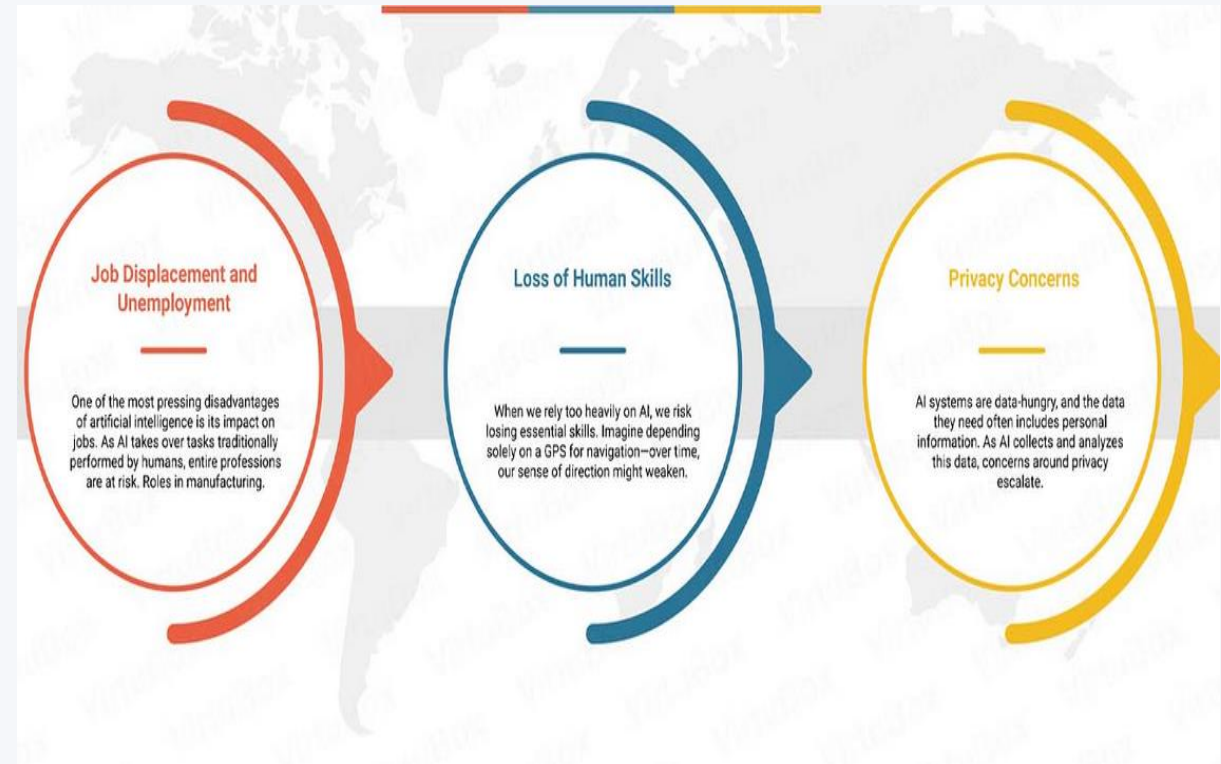 Job Displacement and
Unemployment
One of the most pressing disadvantages
of artificial intelligence is its impact on
jobs. As AI takes over tasks traditionally
performed by humans, entire professions
are at risk. Roles in manufacturing.
Loss of Human Skills
When we rely too heavily on AI, we risk
losing essential skills. Imagine depending
solely on a GPS for navigation—over time,
our sense of direction might weaken.
Privacy Concerns
AI systems are data-hungry, and the data
they need often includes personal
information. As AI collects and analyzes
this data, concerns around privacy
escalate.